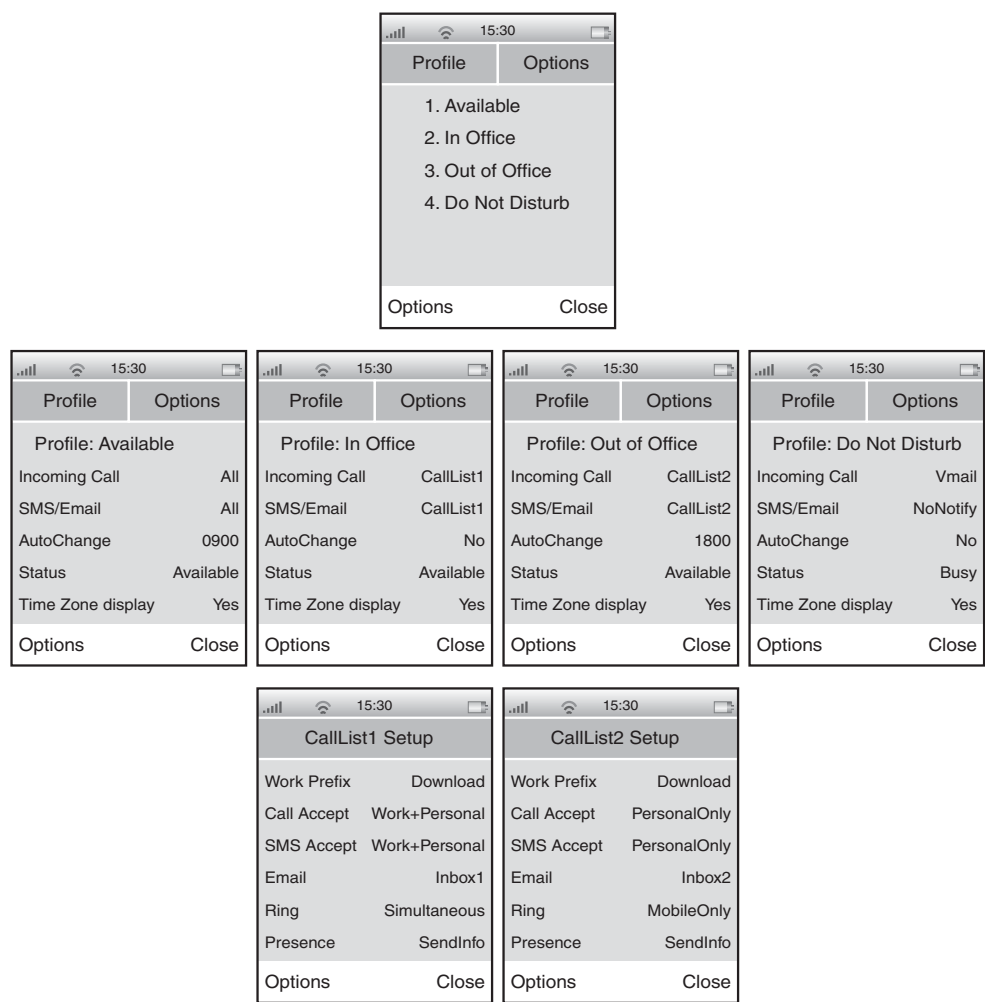 15:30
Profile Options
1. Available
2. In Office
3. Out of Office
4. Do Not Disturb
Options Close
15:30
Profile Options
Profile: Available
Incoming Call All
SMS/Email All
AutoChange 0900
Status Available
Time Zone display Yes
Options Close
15:30
Profile Options
Profile: In Office
Incoming Call CallList1
SMS/Email CallList1
AutoChange No
Status Available
Time Zone display Yes
Options Close
15:30
Profile Options
Profile: Out of Office
Incoming Call CallList2
SMS/Email CallList2
AutoChange 1800
Status Available
Time Zone display Yes
Options Close
15:30
Profile Options
Profile: Do Not Disturb
Incoming Call Vmail
SMS/Email NoNotify
AutoChange No
Status Busy
Time Zone display Yes
Options Close
15:30
CallList1 Setup
Work Prefix Download
Call Accept Work+Personal
SMS Accept Work+Personal
Email Inbox1
Ring Simultaneous
Presence SendInfo
Options Close
15:30
CallList2 Setup
Work Prefix Download
Call Accept PersonalOnly
SMS Accept PersonalOnly
Email Inbox2
Ring MobileOnly
Presence SendInfo
Options Close